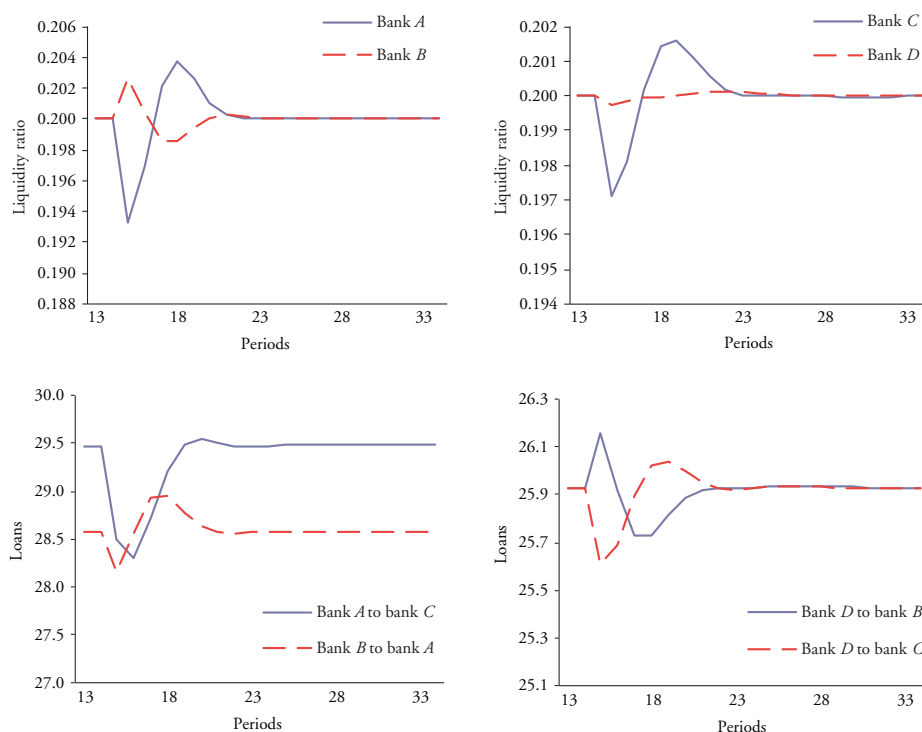 Bank A
Bank B
Liquidity ratio
0.206
0.204
0.202
0.200
0.198
0.196
0.194
0.192
0.190
0.188
13 18 23 28 33
Periods
Bank C
Bank D
Liquidity ratio
0.202
0.201
0.200
0.199
0.198
0.197
0.196
0.195
0.194
13 18 23 28 33
Periods
Loans
30.0
29.5
29.0
28.5
28.0
27.5
27.0
Bank A to bank C
Bank B to bank A
13 18 23 28 33
Periods
Loans
26.3
26.1
25.9
25.7
25.5
25.3
25.1
Bank D to bank B
Bank D to bank C
13 18 23 28 33
Periods